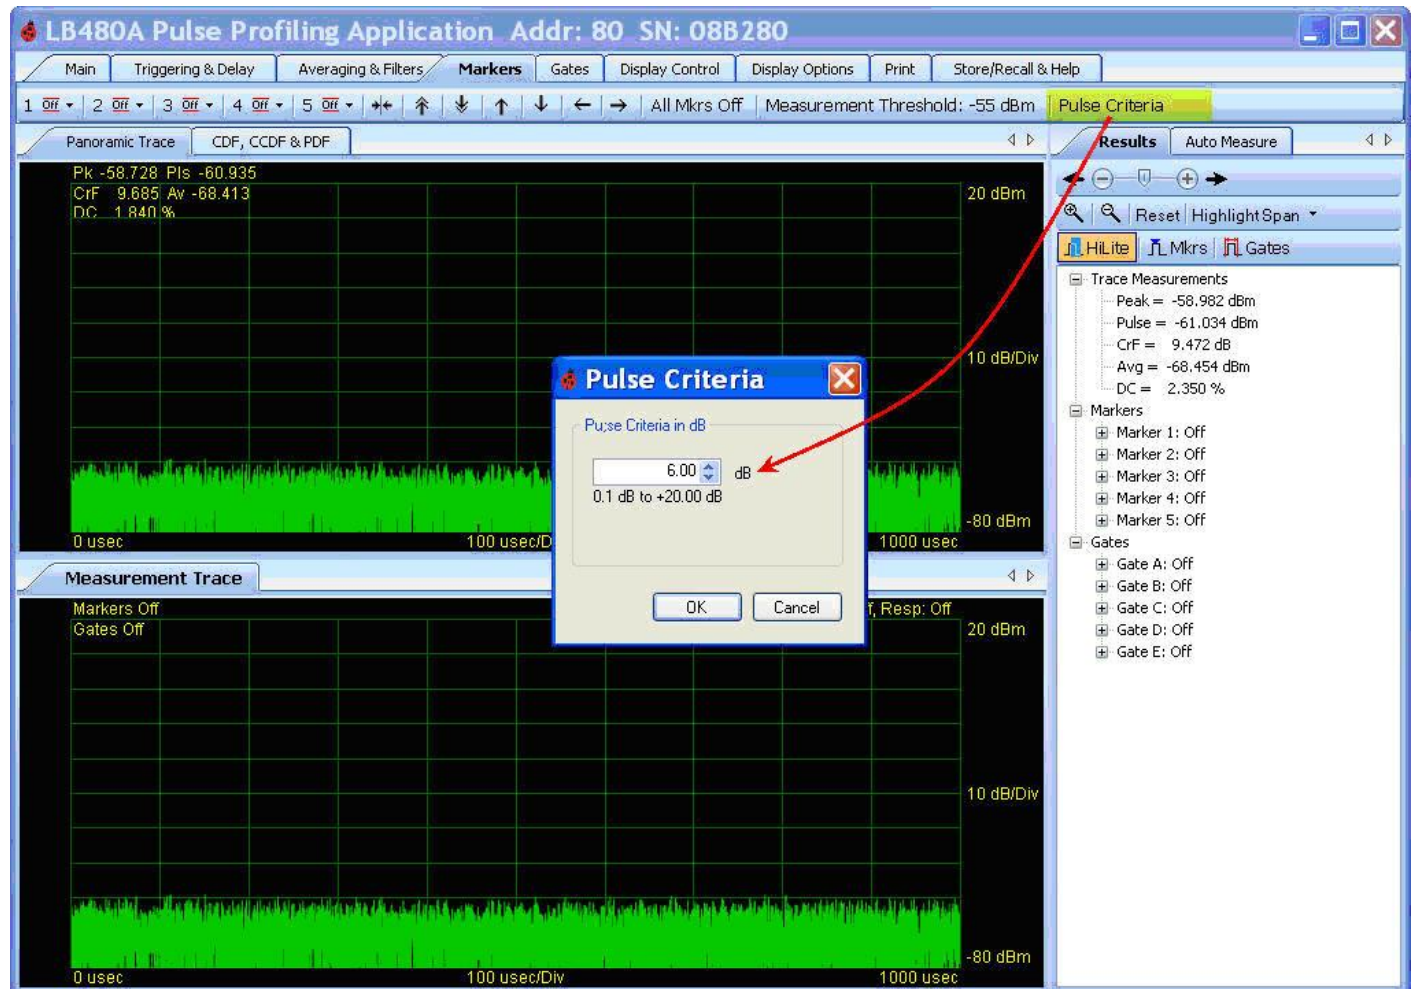 LB480A Pulse Profiling Application Addr: 80 SN: 08B280
Main Triggering & Delay Averaging & Filters Markers Gates Display Control Display Options Print Store/Recall & Help
1 Off 2 Off 3 Off 4 Off 5 Off All Mkrs Off Measurement Threshold: -55 dBm Pulse Criteria
Panoramic Trace CDF, CCDF & PDF
Pk -58.728 Pls -60.935
CrF 9.685 Av -68.413
DC 1.840 %
20 dBm
10 dB/Div
-80 dBm
0 usec 100 usec/D 1000 usec
Pulse Criteria
Pu;se Criteria in dB
6.00 dB
0.1 dB to +20.00 dB
OK Cancel
Measurement Trace
Markers Off f, Resp: Off
Gates Off
20 dBm
10 dB/Div
-80 dBm
0 usec 100 usec/Div 1000 usec
Results Auto Measure
Reset HighlightSpan
HiLite Mkrs Gates
Trace Measurements
Peak = -58.982 dBm
Pulse = -61.034 dBm
CrF = 9.472 dB
Avg = -68.454 dBm
DC = 2.350 %
Markers
Marker 1: Off
Marker 2: Off
Marker 3: Off
Marker 4: Off
Marker 5: Off
Gates
Gate A: Off
Gate B: Off
Gate C: Off
Gate D: Off
Gate E: Off